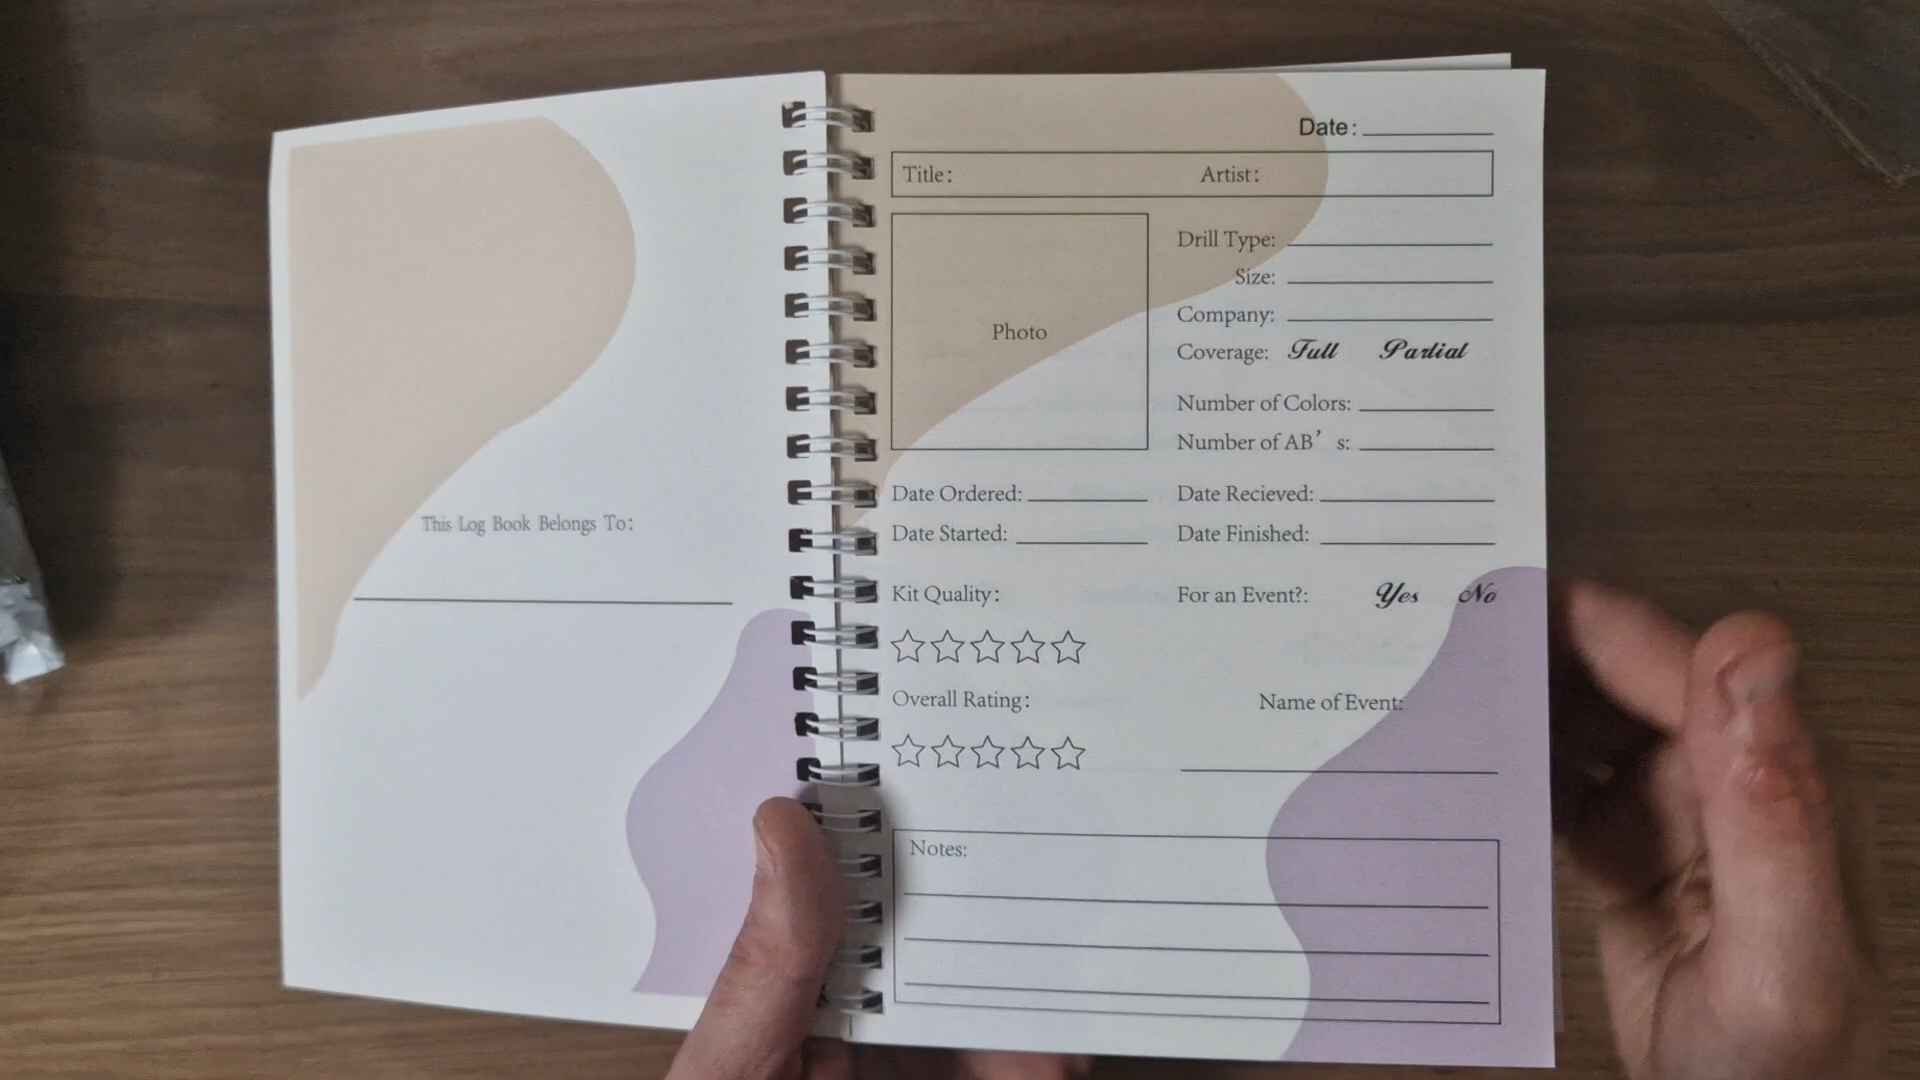 This Log Book Belongs To:
Date:
Title: Artist:
Photo
Drill Type:
Size:
Company:
Coverage: Full Partial
Number of Colors:
Number of AB’ s:
Date Ordered: Date Recieved:
Date Started: Date Finished:
Kit Quality: For an Event?: Yes No
Overall Rating: Name of Event:
Notes: